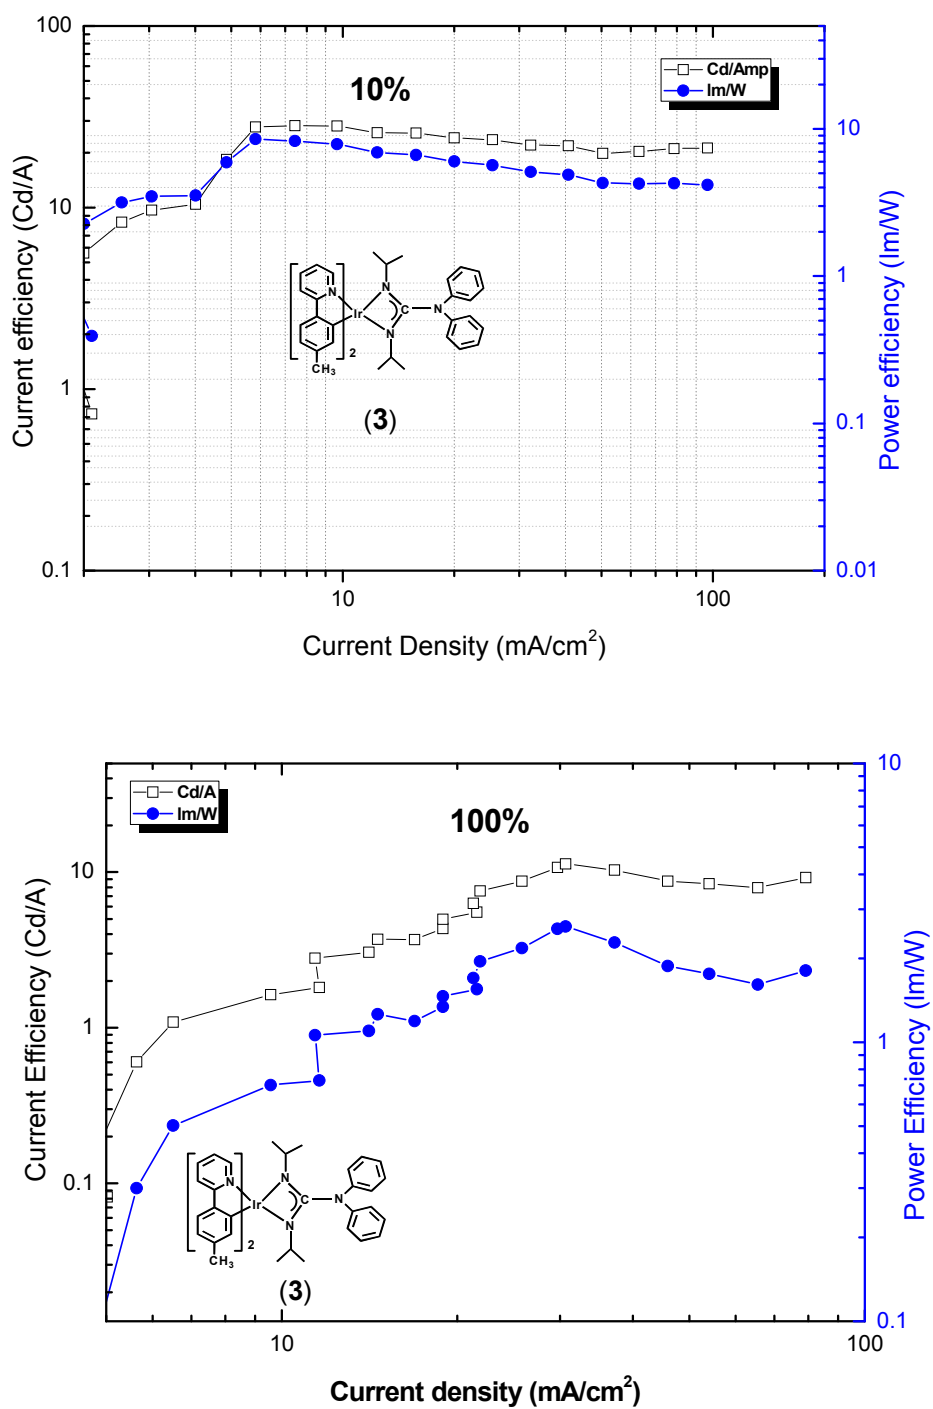 100
10%
Cd/Amp
lm/W
10
10
1
1
0.1
0.1
0.01
Current efficiency (Cd/A)
Power efficiency (lm/W)
N
Ir
N
C
N
N
2
CH3
(3)
10
100
Current Density (mA/cm²)
10
Cd/A
lm/W
100%
10
1
1
0.1
0.1
Current Efficiency (Cd/A)
Power Efficiency (lm/W)
N
Ir
N
C
N
N
2
CH3
(3)
10
100
Current density (mA/cm²)